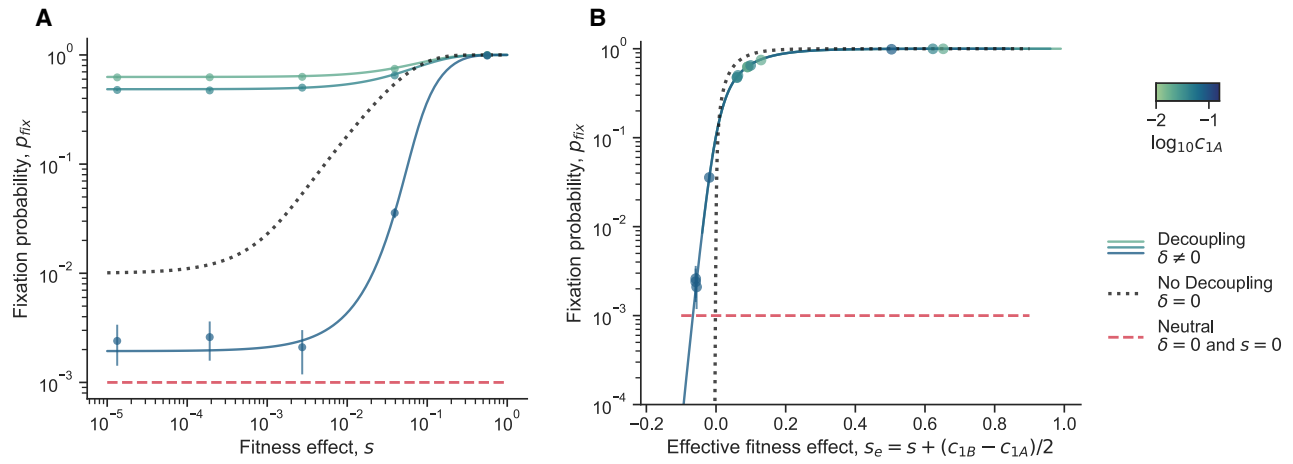 A
Fixation probability, p_fix
10^0
10^-1
10^-2
10^-3
10^-5 10^-4 10^-3 10^-2 10^-1 10^0
Fitness effect, s
B
Fixation probability, p_fix
10^0
10^-1
10^-2
10^-3
10^-4
−0.2 0.0 0.2 0.4 0.6 0.8 1.0
Effective fitness effect, s_e = s + (c_1B − c_1A)/2
−2 −1
log_10 c_1A
Decoupling
δ ≠ 0
No Decoupling
δ = 0
Neutral
δ = 0 and s = 0